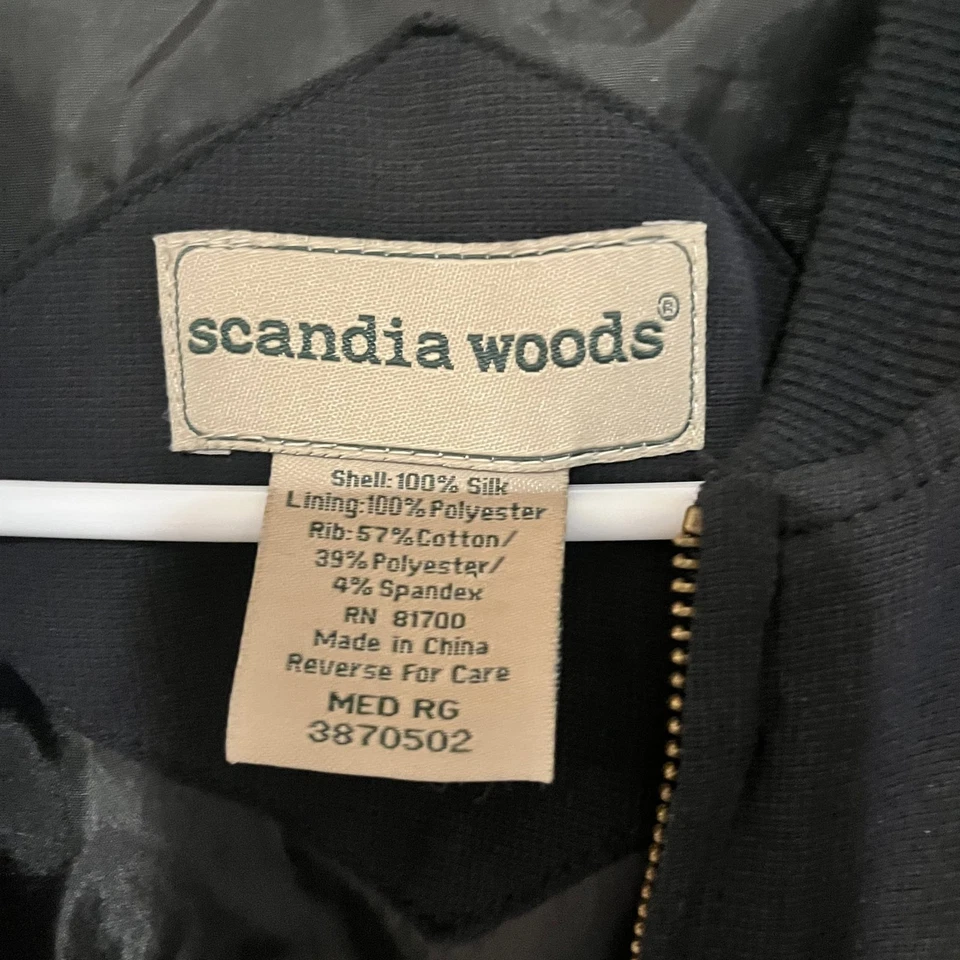 scandia woods®
Shell:100% Silk
Lining:100% Polyester
Rib:57% Cotton/
39% Polyester/
4% Spandex
RN 81700
Made in China
Reverse For Care
MED RG
3870502